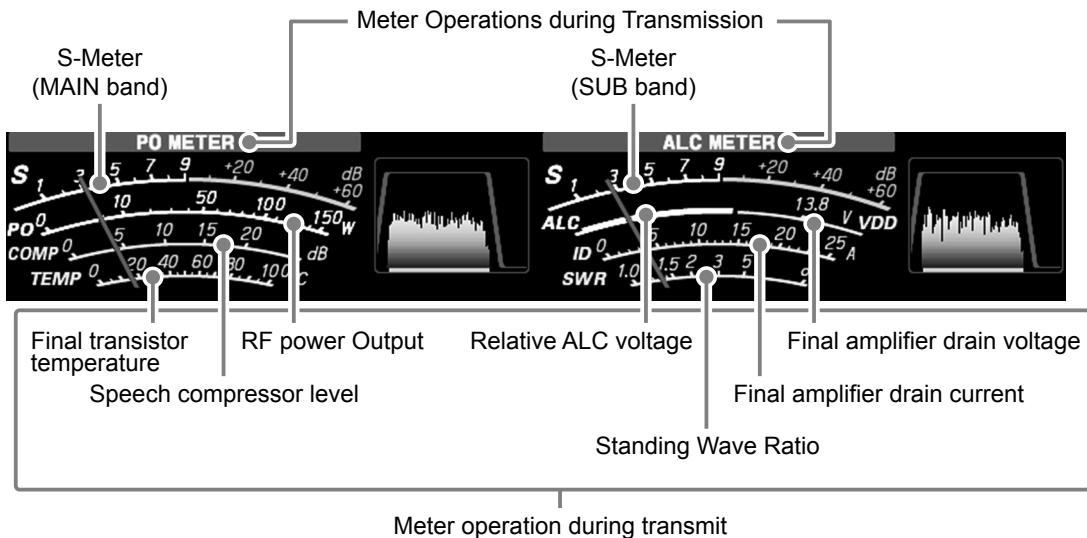 Meter Operations during Transmission
S-Meter
(MAIN band)
S-Meter
(SUB band)
PO METER
S 1 3 5 7 9 +20 +40 +60 dB
PO 0 10 50 100 150 W
COMP 0 5 10 15 20 dB
TEMP 0 20 40 60 80 100 °C
ALC METER
S 1 3 5 7 9 +20 +40 +60 dB
ALC 13.8 V VDD
ID 0 5 10 15 20 25 A
SWR 1.0 1.5 2 3 5 ∞
Final transistor
temperature
RF power Output
Relative ALC voltage
Final amplifier drain voltage
Speech compressor level
Final amplifier drain current
Standing Wave Ratio
Meter operation during transmit